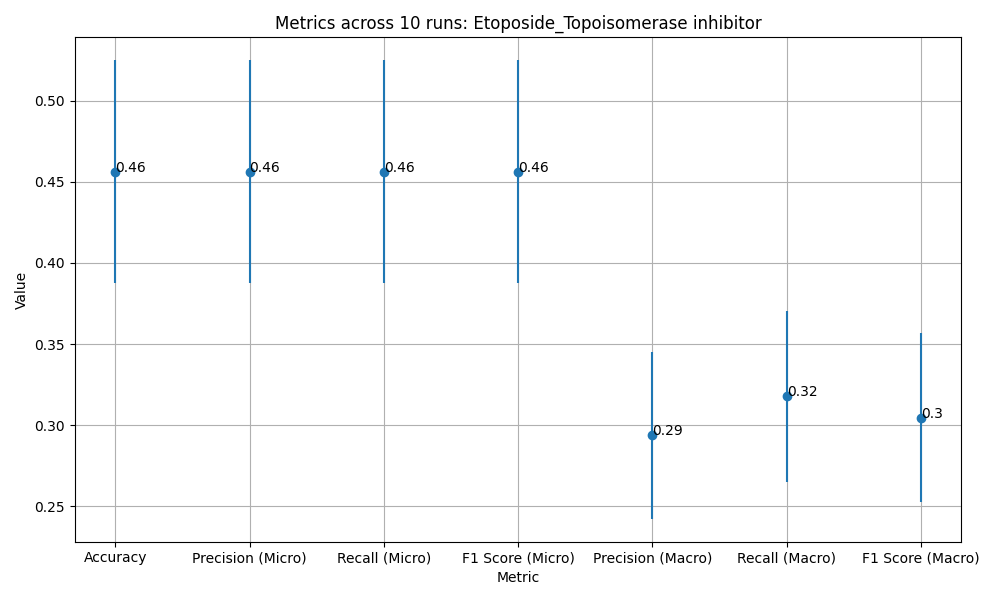 Metrics across 10 runs: Etoposide_Topoisomerase inhibitor
Value
0.50
0.45
0.40
0.35
0.30
0.25
0.46
0.46
0.46
0.46
0.29
0.32
0.3
Accuracy
Precision (Micro)
Recall (Micro)
F1 Score (Micro)
Precision (Macro)
Recall (Macro)
F1 Score (Macro)
Metric